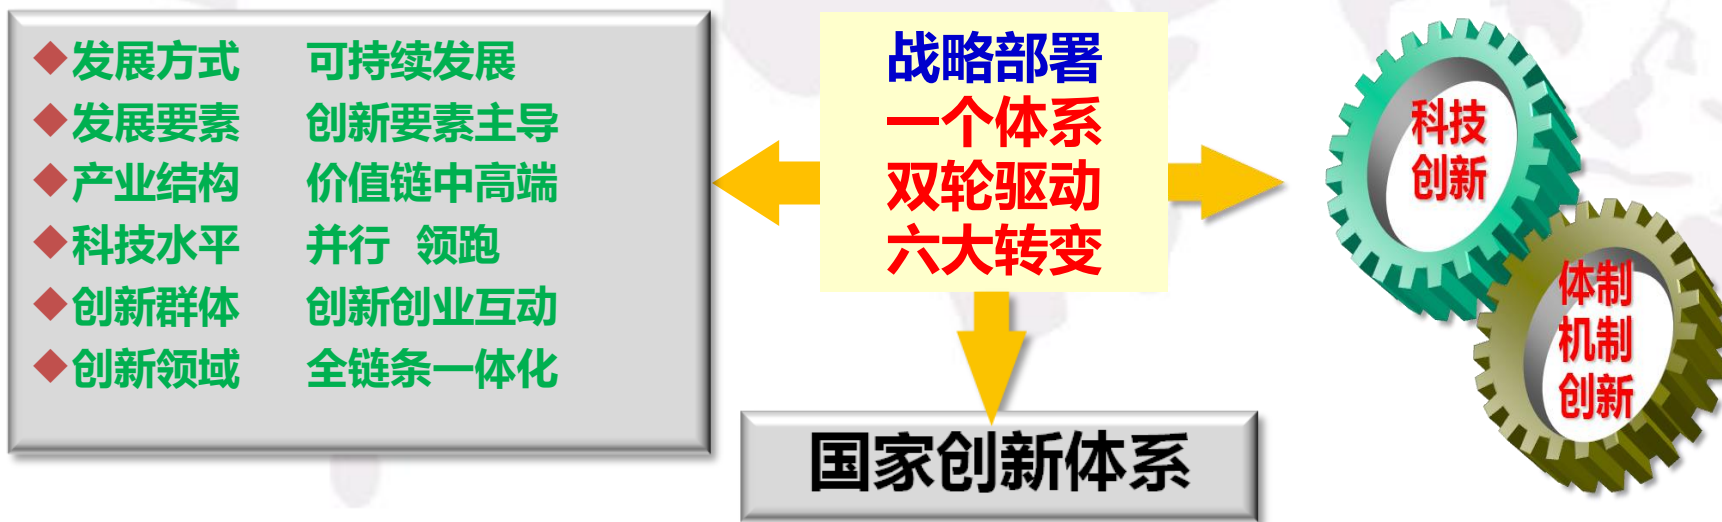 发展方式 可持续发展
发展要素 创新要素主导
产业结构 价值链中高端
科技水平 并行 领跑
创新群体 创新创业互动
创新领域 全链条一体化
战略部署
一个体系
双轮驱动
六大转变
科技
创新
体制
机制
创新
国家创新体系